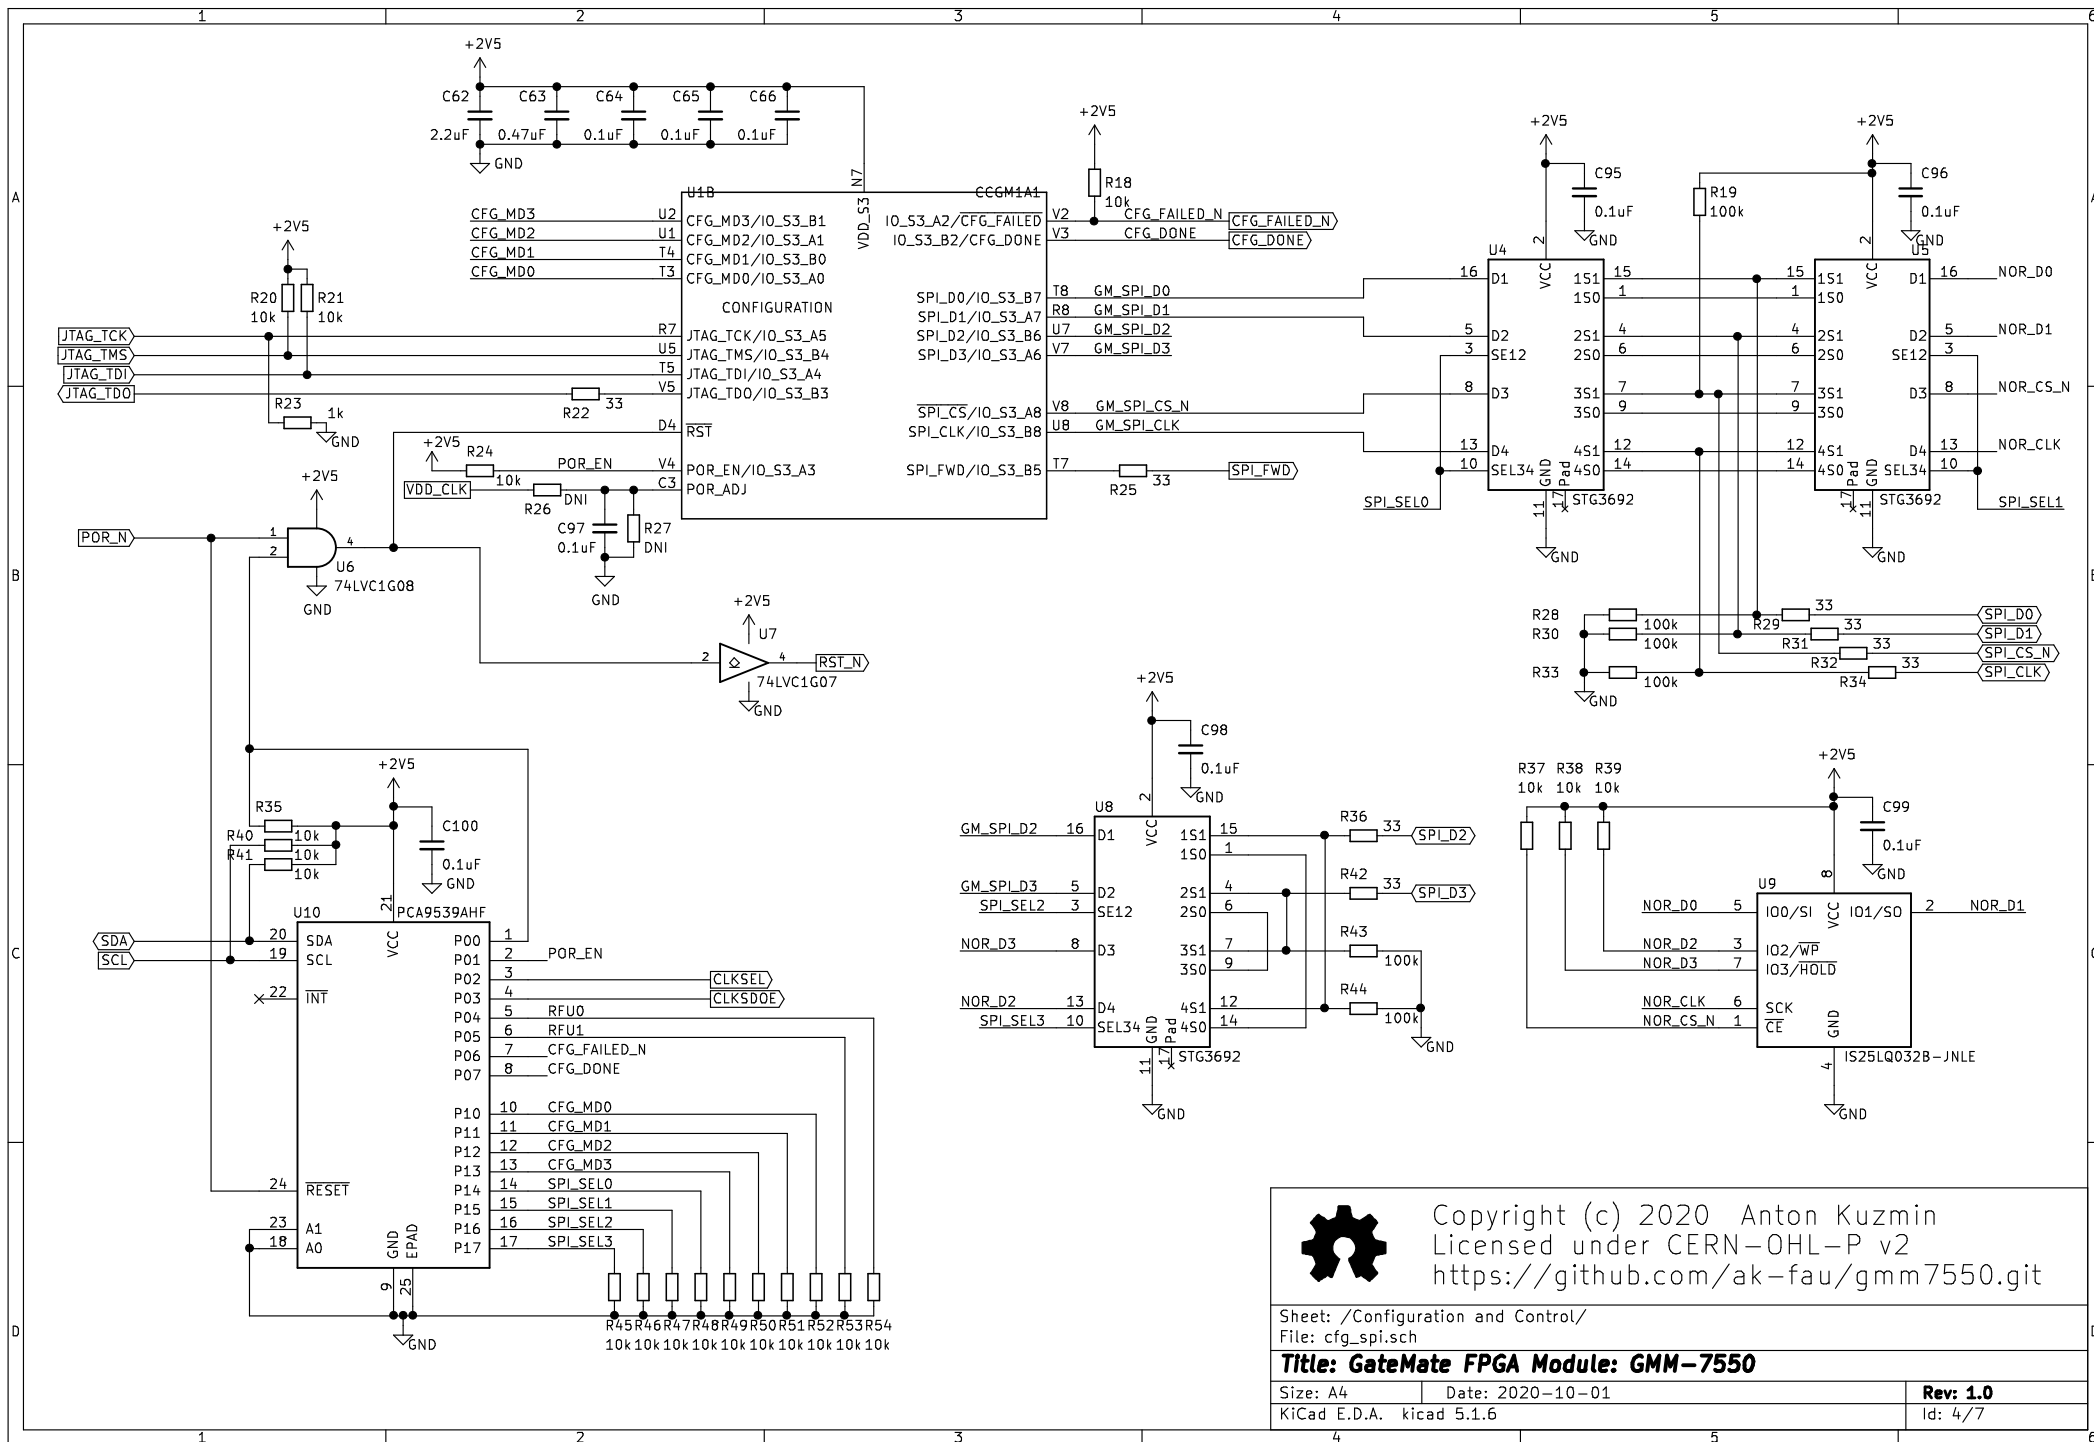 1 2 3 4 5 6
A
B
C
D
+2V5
C62 C63 C64 C65 C66
2.2uF 0.47uF 0.1uF 0.1uF 0.1uF
GND
+2V5
R18
10k
N7
VDD_S3
U1B CCGM1A1
CFG_MD3 U2 CFG_MD3/IO_S3_B1
CFG_MD2 U1 CFG_MD2/IO_S3_A1
CFG_MD1 T4 CFG_MD1/IO_S3_B0
CFG_MD0 T3 CFG_MD0/IO_S3_A0
CONFIGURATION
IO_S3_A2/CFG_FAILED V2 CFG_FAILED_N CFG_FAILED_N
IO_S3_B2/CFG_DONE V3 CFG_DONE CFG_DONE
SPI_D0/IO_S3_B7 T8 GM_SPI_D0
SPI_D1/IO_S3_A7 R8 GM_SPI_D1
SPI_D2/IO_S3_B6 U7 GM_SPI_D2
SPI_D3/IO_S3_A6 V7 GM_SPI_D3
SPI_CS/IO_S3_A8 V8 GM_SPI_CS_N
SPI_CLK/IO_S3_B8 U8 GM_SPI_CLK
SPI_FWD/IO_S3_B5 T7 R25 33 SPI_FWD
+2V5
R20 R21
10k 10k
JTAG_TCK R7 JTAG_TCK/IO_S3_A5
JTAG_TMS U5 JTAG_TMS/IO_S3_B4
JTAG_TDI T5 JTAG_TDI/IO_S3_A4
JTAG_TDO R22 33 V5 JTAG_TDO/IO_S3_B3
R23 1k
GND
D4 RST
+2V5 R24 10k POR_EN V4 POR_EN/IO_S3_A3
VDD_CLK R26 DNI C3 POR_ADJ
C97 R27
0.1uF DNI
GND
+2V5
POR_N 1
2
4
U6
74LVC1G08
GND
+2V5
U7
2 4 RST_N
74LVC1G07
GND
+2V5
C95
0.1uF
GND
2
U4
VCC
16 D1 1S1 15
1S0 1
5 D2 2S1 4
3 SE12 2S0 6
8 D3 3S1 7
3S0 9
13 D4 4S1 12
10 SEL34 4S0 14
GND Pad
11 17
STG3692
SPI_SEL0
GND
R19
100k
+2V5
C96
0.1uF
GND
2
U5
VCC
15 1S1 D1 16 NOR_D0
1 1S0
4 2S1 D2 5 NOR_D1
6 2S0 SE12 3
7 3S1 D3 8 NOR_CS_N
9 3S0
12 4S1 D4 13 NOR_CLK
14 4S0 SEL34 10
Pad GND
17 11
STG3692
SPI_SEL1
GND
R28 100k R29 33 SPI_D0
R30 100k R31 33 SPI_D1
R32 33 SPI_CS_N
R33 100k R34 33 SPI_CLK
GND
+2V5
C98
0.1uF
GND
2
U8
VCC
GM_SPI_D2 16 D1 1S1 15 R36 33 SPI_D2
1S0 1
GM_SPI_D3 5 D2 2S1 4 R42 33 SPI_D3
SPI_SEL2 3 SE12 2S0 6
NOR_D3 8 D3 3S1 7 R43 100k
3S0 9
NOR_D2 13 D4 4S1 12 R44 100k
SPI_SEL3 10 SEL34 4S0 14
GND Pad
11 17
STG3692
GND
GND
R37 R38 R39
10k 10k 10k
+2V5
C99
0.1uF
GND
U9
8
VCC
NOR_D0 5 IO0/SI IO1/SO 2 NOR_D1
NOR_D2 3 IO2/WP
NOR_D3 7 IO3/HOLD
NOR_CLK 6 SCK
NOR_CS_N 1 CE
GND
4
IS25LQ032B-JNLE
GND
+2V5
R35 10k
R40 10k
R41 10k
C100
0.1uF
GND
U10 21 PCA9539AHF
VCC
SDA 20 SDA
SCL 19 SCL
22 INT
24 RESET
23 A1
18 A0
GND EPAD
9 25
GND
P00 1
P01 2 POR_EN
P02 3 CLKSEL
P03 4 CLKSDOE
P04 5 RFU0
P05 6 RFU1
P06 7 CFG_FAILED_N
P07 8 CFG_DONE
P10 10 CFG_MD0
P11 11 CFG_MD1
P12 12 CFG_MD2
P13 13 CFG_MD3
P14 14 SPI_SEL0
P15 15 SPI_SEL1
P16 16 SPI_SEL2
P17 17 SPI_SEL3
R45 R46 R47 R48 R49 R50 R51 R52 R53 R54
10k 10k 10k 10k 10k 10k 10k 10k 10k 10k
Copyright (c) 2020 Anton Kuzmin
Licensed under CERN-OHL-P v2
https://github.com/ak-fau/gmm7550.git
Sheet: /Configuration and Control/
File: cfg_spi.sch
Title: GateMate FPGA Module: GMM-7550
Size: A4 Date: 2020-10-01 Rev: 1.0
KiCad E.D.A. kicad 5.1.6 Id: 4/7
1 2 3 4 5 6